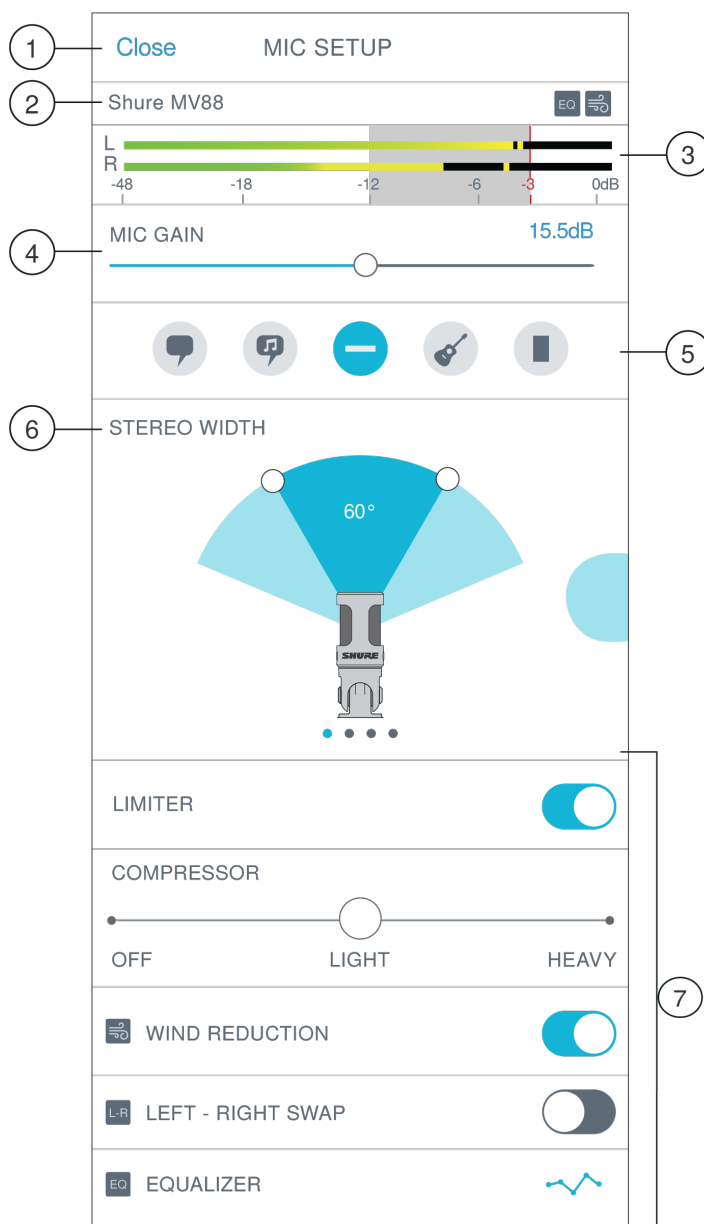 1
Close MIC SETUP
2
Shure MV88 EQ
3
L
R
-48 -18 -12 -6 -3 0dB
4
MIC GAIN 15.5dB
5
6
STEREO WIDTH
60°
SHURE
LIMITER
COMPRESSOR
OFF LIGHT HEAVY
7
WIND REDUCTION
L-R LEFT - RIGHT SWAP
EQ EQUALIZER